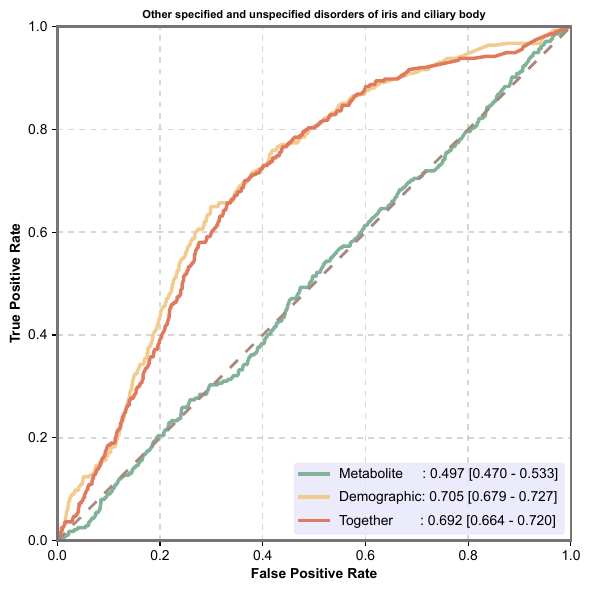 Other specified and unspecified disorders of iris and ciliary body
1.0
0.8
0.6
0.4
0.2
0.0
True Positive Rate
Metabolite : 0.497 [0.470 - 0.533]
Demographic: 0.705 [0.679 - 0.727]
Together : 0.692 [0.664 - 0.720]
0.0 0.2 0.4 0.6 0.8 1.0
False Positive Rate